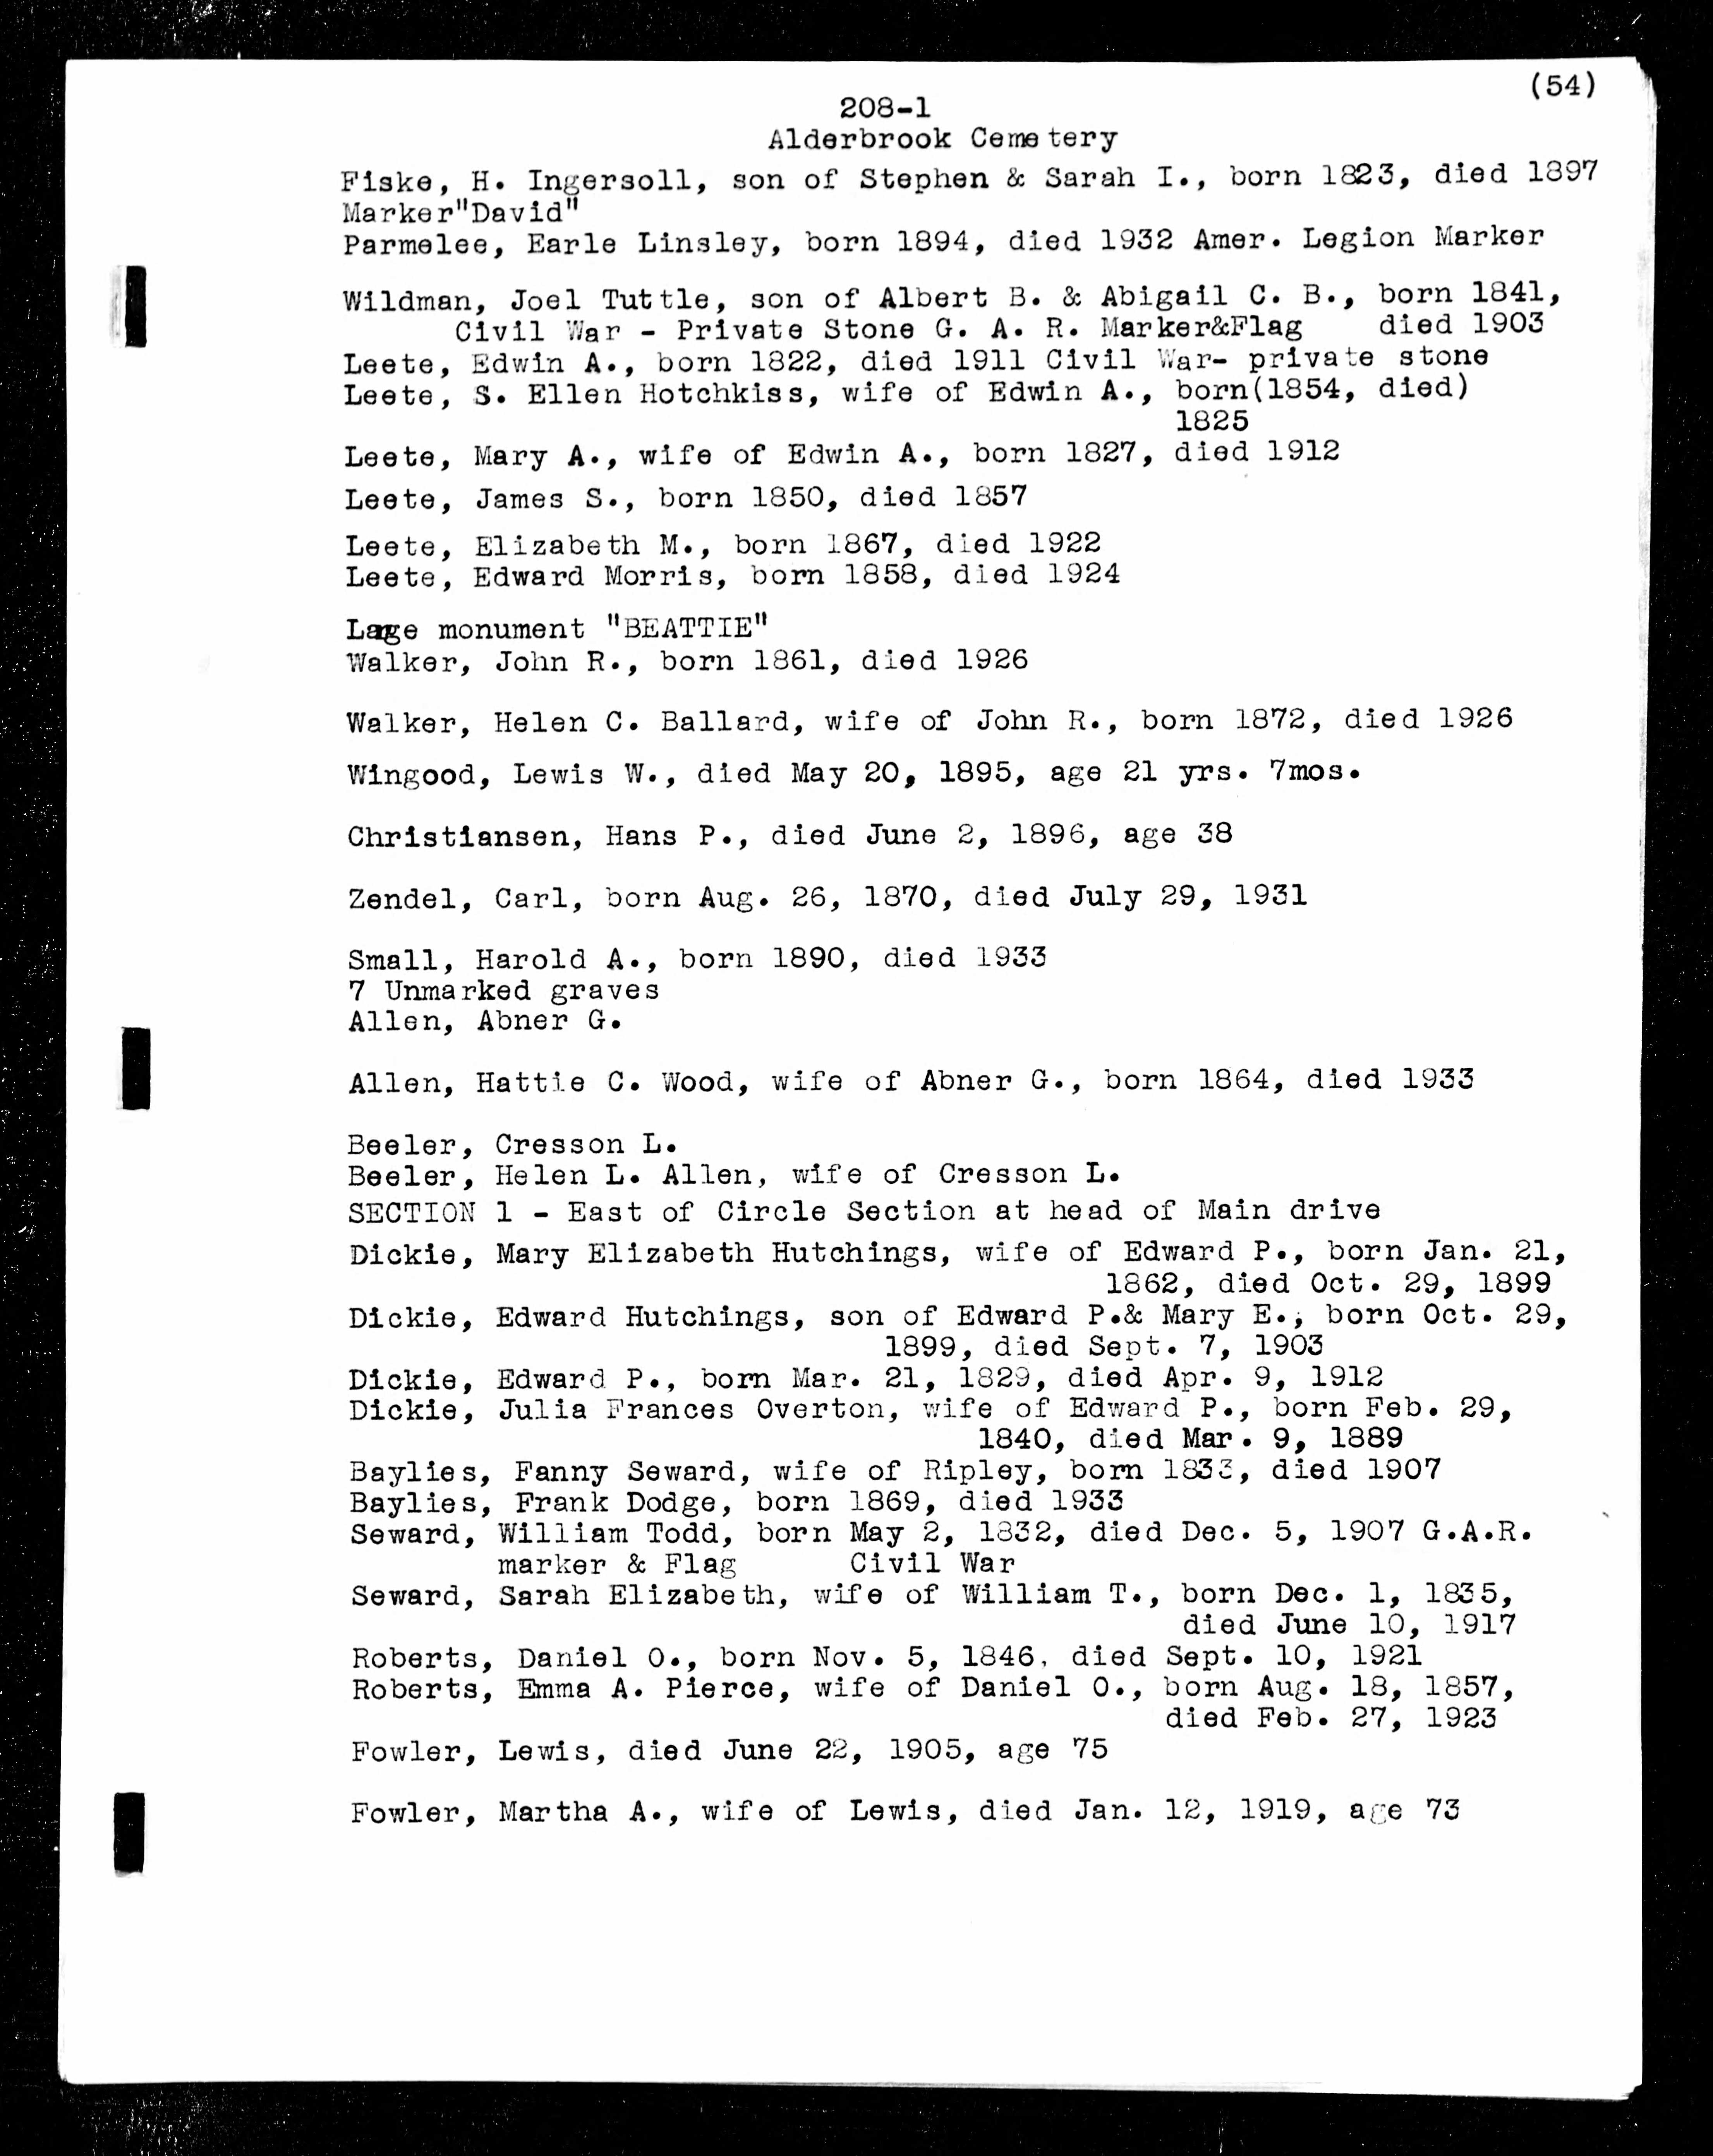 (54)
208-1
Alderbrook Cemetery
Fiske, H. Ingersoll, son of Stephen & Sarah I., born 1823, died 1897
Marker"David"
Parmelee, Earle Linsley, born 1894, died 1932 Amer. Legion Marker
Wildman, Joel Tuttle, son of Albert B. & Abigail C. B., born 1841,
Civil War - Private Stone G. A. R. Marker&Flag died 1903
Leete, Edwin A., born 1822, died 1911 Civil War- private stone
Leete, S. Ellen Hotchkiss, wife of Edwin A., born(1854, died)
1825
Leete, Mary A., wife of Edwin A., born 1827, died 1912
Leete, James S., born 1850, died 1857
Leete, Elizabeth M., born 1867, died 1922
Leete, Edward Morris, born 1858, died 1924
Large monument "BEATTIE"
Walker, John R., born 1861, died 1926
Walker, Helen C. Ballard, wife of John R., born 1872, died 1926
Wingood, Lewis W., died May 20, 1895, age 21 yrs. 7mos.
Christiansen, Hans P., died June 2, 1896, age 38
Zendel, Carl, born Aug. 26, 1870, died July 29, 1931
Small, Harold A., born 1890, died 1933
7 Unmarked graves
Allen, Abner G.
Allen, Hattie C. Wood, wife of Abner G., born 1864, died 1933
Beeler, Cresson L.
Beeler, Helen L. Allen, wife of Cresson L.
SECTION 1 - East of Circle Section at head of Main drive
Dickie, Mary Elizabeth Hutchings, wife of Edward P., born Jan. 21,
1862, died Oct. 29, 1899
Dickie, Edward Hutchings, son of Edward P.& Mary E., born Oct. 29,
1899, died Sept. 7, 1903
Dickie, Edward P., born Mar. 21, 1829, died Apr. 9, 1912
Dickie, Julia Frances Overton, wife of Edward P., born Feb. 29,
1840, died Mar. 9, 1889
Baylies, Fanny Seward, wife of Ripley, born 1833, died 1907
Baylies, Frank Dodge, born 1869, died 1933
Seward, William Todd, born May 2, 1832, died Dec. 5, 1907 G.A.R.
marker & Flag Civil War
Seward, Sarah Elizabeth, wife of William T., born Dec. 1, 1835,
died June 10, 1917
Roberts, Daniel O., born Nov. 5, 1846, died Sept. 10, 1921
Roberts, Emma A. Pierce, wife of Daniel O., born Aug. 18, 1857,
died Feb. 27, 1923
Fowler, Lewis, died June 22, 1905, age 75
Fowler, Martha A., wife of Lewis, died Jan. 12, 1919, age 73